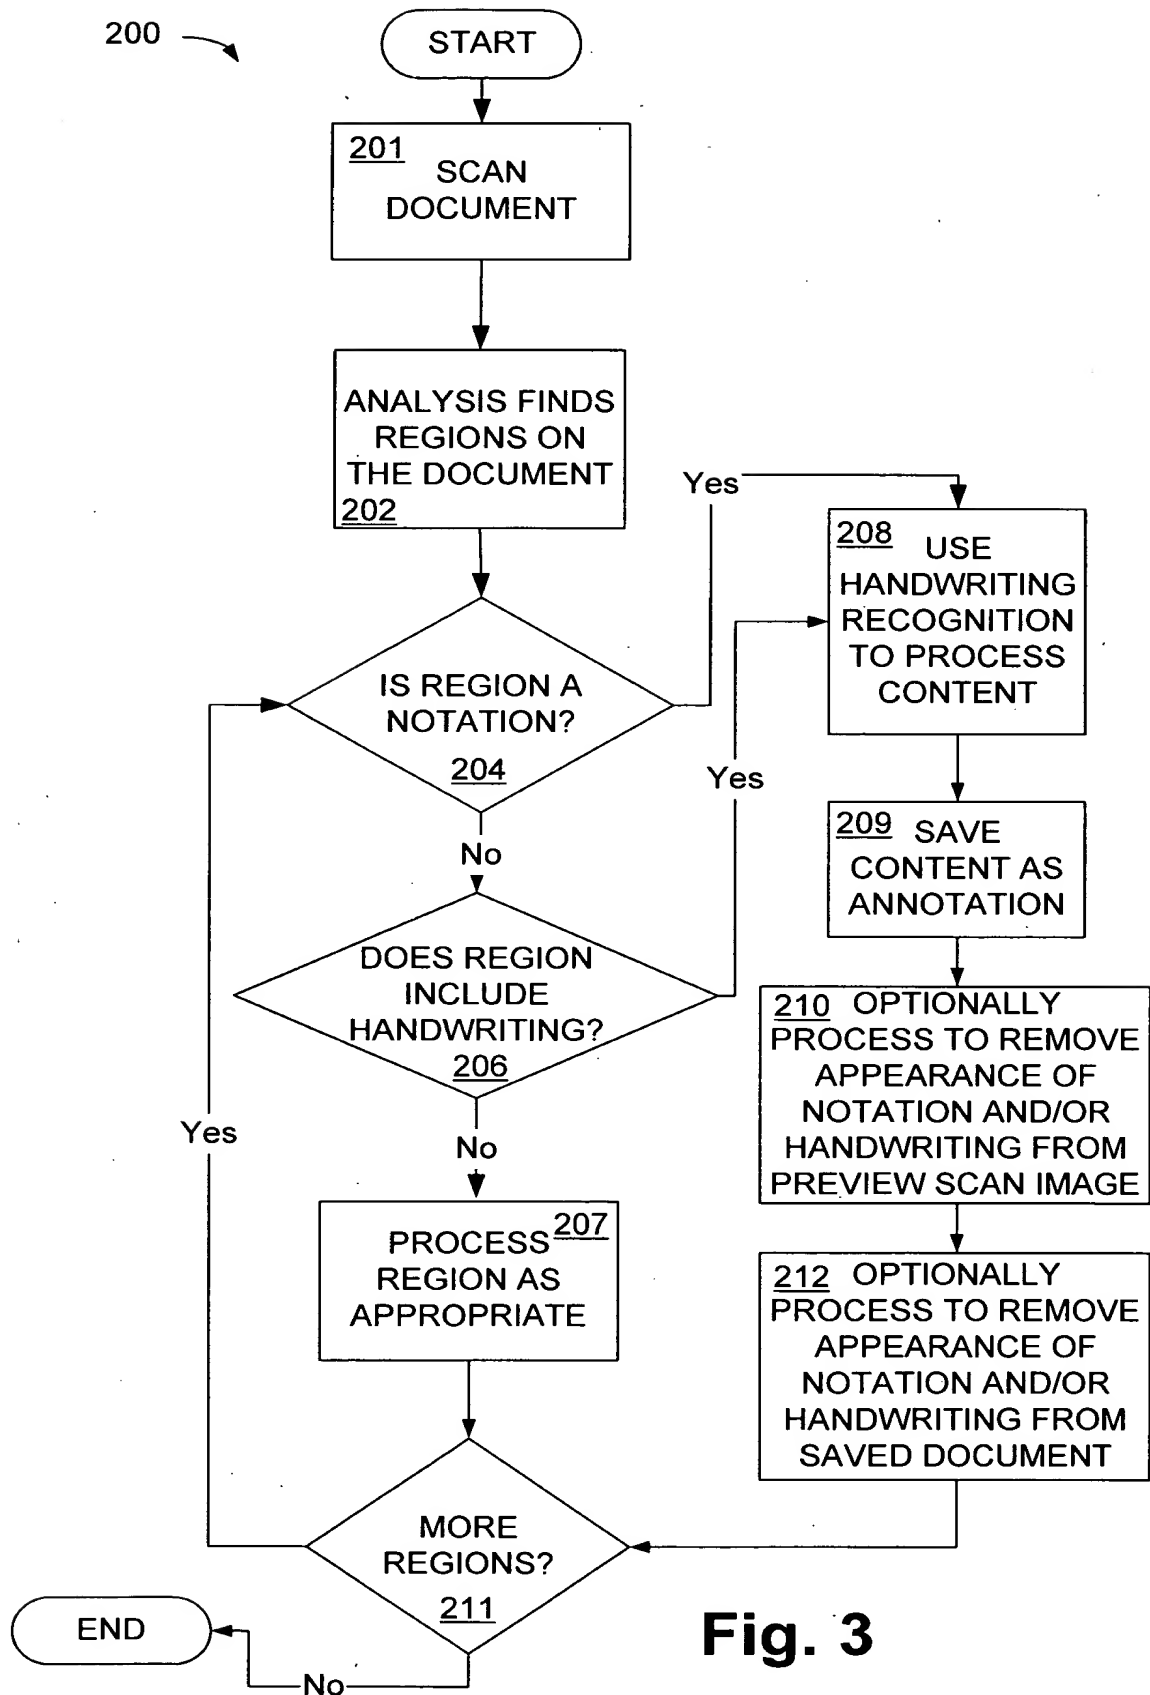 200
START
201
SCAN
DOCUMENT
ANALYSIS FINDS
REGIONS ON
THE DOCUMENT
202
IS REGION A
NOTATION?
204
Yes
No
DOES REGION
INCLUDE
HANDWRITING?
206
Yes
No
207
PROCESS
REGION AS
APPROPRIATE
208 USE
HANDWRITING
RECOGNITION
TO PROCESS
CONTENT
209 SAVE
CONTENT AS
ANNOTATION
210 OPTIONALLY
PROCESS TO REMOVE
APPEARANCE OF
NOTATION AND/OR
HANDWRITING FROM
PREVIEW SCAN IMAGE
212 OPTIONALLY
PROCESS TO REMOVE
APPEARANCE OF
NOTATION AND/OR
HANDWRITING FROM
SAVED DOCUMENT
MORE
REGIONS?
211
Yes
No
END
Fig. 3